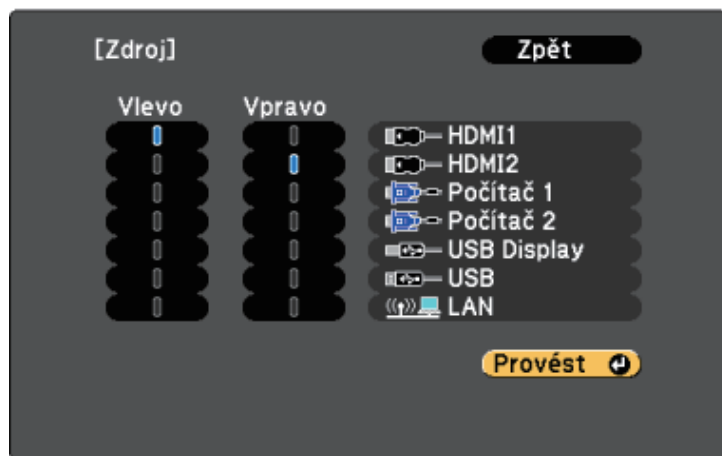 [Zdroj] Zpět
Vlevo Vpravo
HDMI1
HDMI2
Počítač 1
Počítač 2
USB Display
USB
LAN
Provést